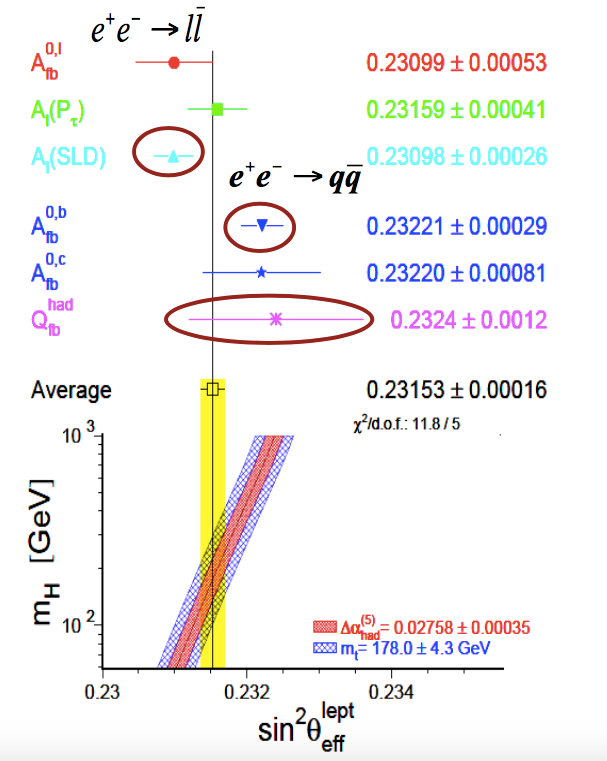 e⁺e⁻ → ll̄
A_fb^0,l 0.23099 ± 0.00053
A_l(P_τ) 0.23159 ± 0.00041
A_l(SLD) 0.23098 ± 0.00026
e⁺e⁻ → qq̄
A_fb^0,b 0.23221 ± 0.00029
A_fb^0,c 0.23220 ± 0.00081
Q_fb^had 0.2324 ± 0.0012
Average 0.23153 ± 0.00016
χ²/d.o.f.: 11.8 / 5
10³
m_H [GeV]
10²
Δα_had^(5) = 0.02758 ± 0.00035
m_t = 178.0 ± 4.3 GeV
0.23 0.232 0.234
sin²θ_eff^lept